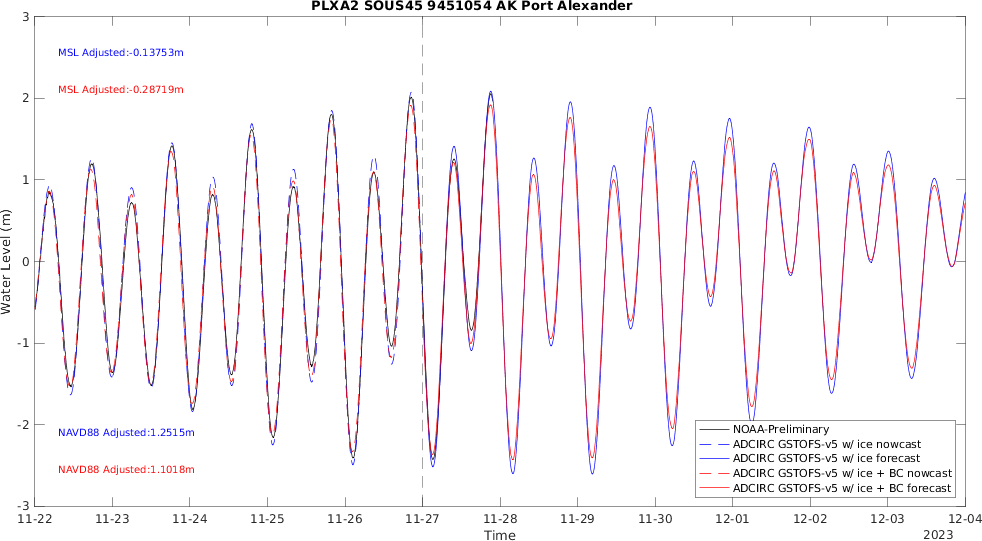 PLXA2 SOUS45 9451054 AK Port Alexander
3
MSL Adjusted:-0.13753m
MSL Adjusted:-0.28719m
2
1
0
-1
-2
-3
Water Level (m)
NAVD88 Adjusted:1.2515m
NAVD88 Adjusted:1.1018m
NOAA-Preliminary
ADCIRC GSTOFS-v5 w/ ice nowcast
ADCIRC GSTOFS-v5 w/ ice forecast
ADCIRC GSTOFS-v5 w/ ice + BC nowcast
ADCIRC GSTOFS-v5 w/ ice + BC forecast
11-22 11-23 11-24 11-25 11-26 11-27 11-28 11-29 11-30 12-01 12-02 12-03 12-04
Time
2023